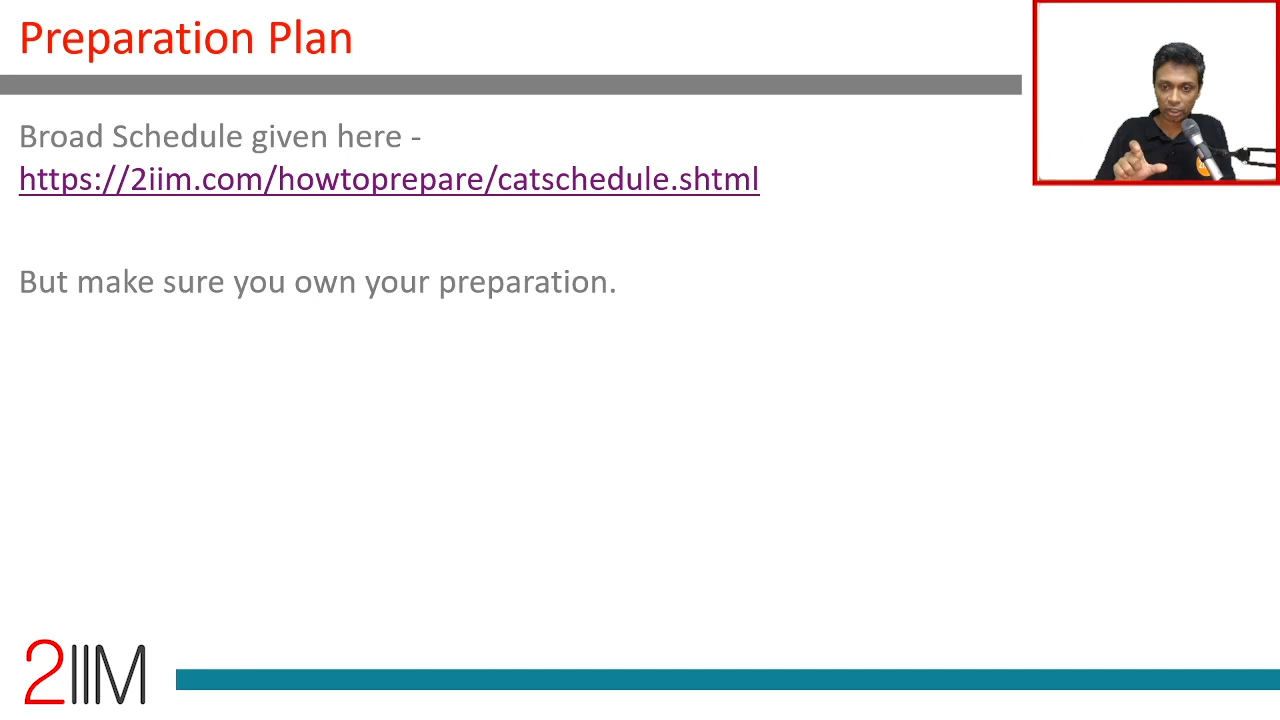 Preparation Plan
Broad Schedule given here -
https://2iim.com/howtoprepare/catschedule.shtml
But make sure you own your preparation.
2IIM